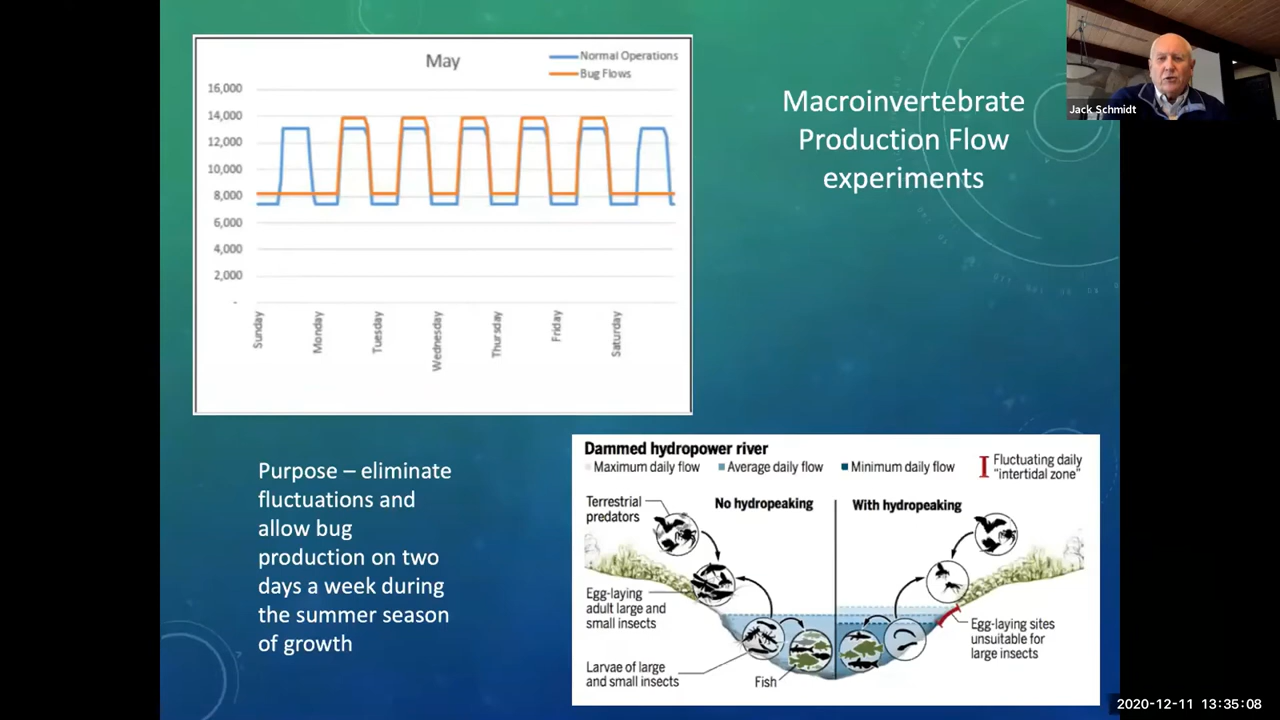 May
Normal Operations
Bug Flows
16,000
14,000
12,000
10,000
8,000
6,000
4,000
2,000
-
Sunday
Monday
Tuesday
Wednesday
Thursday
Friday
Saturday
Macroinvertebrate
Production Flow
experiments
Jack Schmidt
Purpose – eliminate
fluctuations and
allow bug
production on two
days a week during
the summer season
of growth
Dammed hydropower river
Maximum daily flow
Average daily flow
Minimum daily flow
Fluctuating daily
"intertidal zone"
Terrestrial
predators
No hydropeaking
With hydropeaking
Egg-laying
adult large and
small insects
Larvae of large
and small insects
Fish
Egg-laying sites
unsuitable for
large insects
2020-12-11 13:35:08